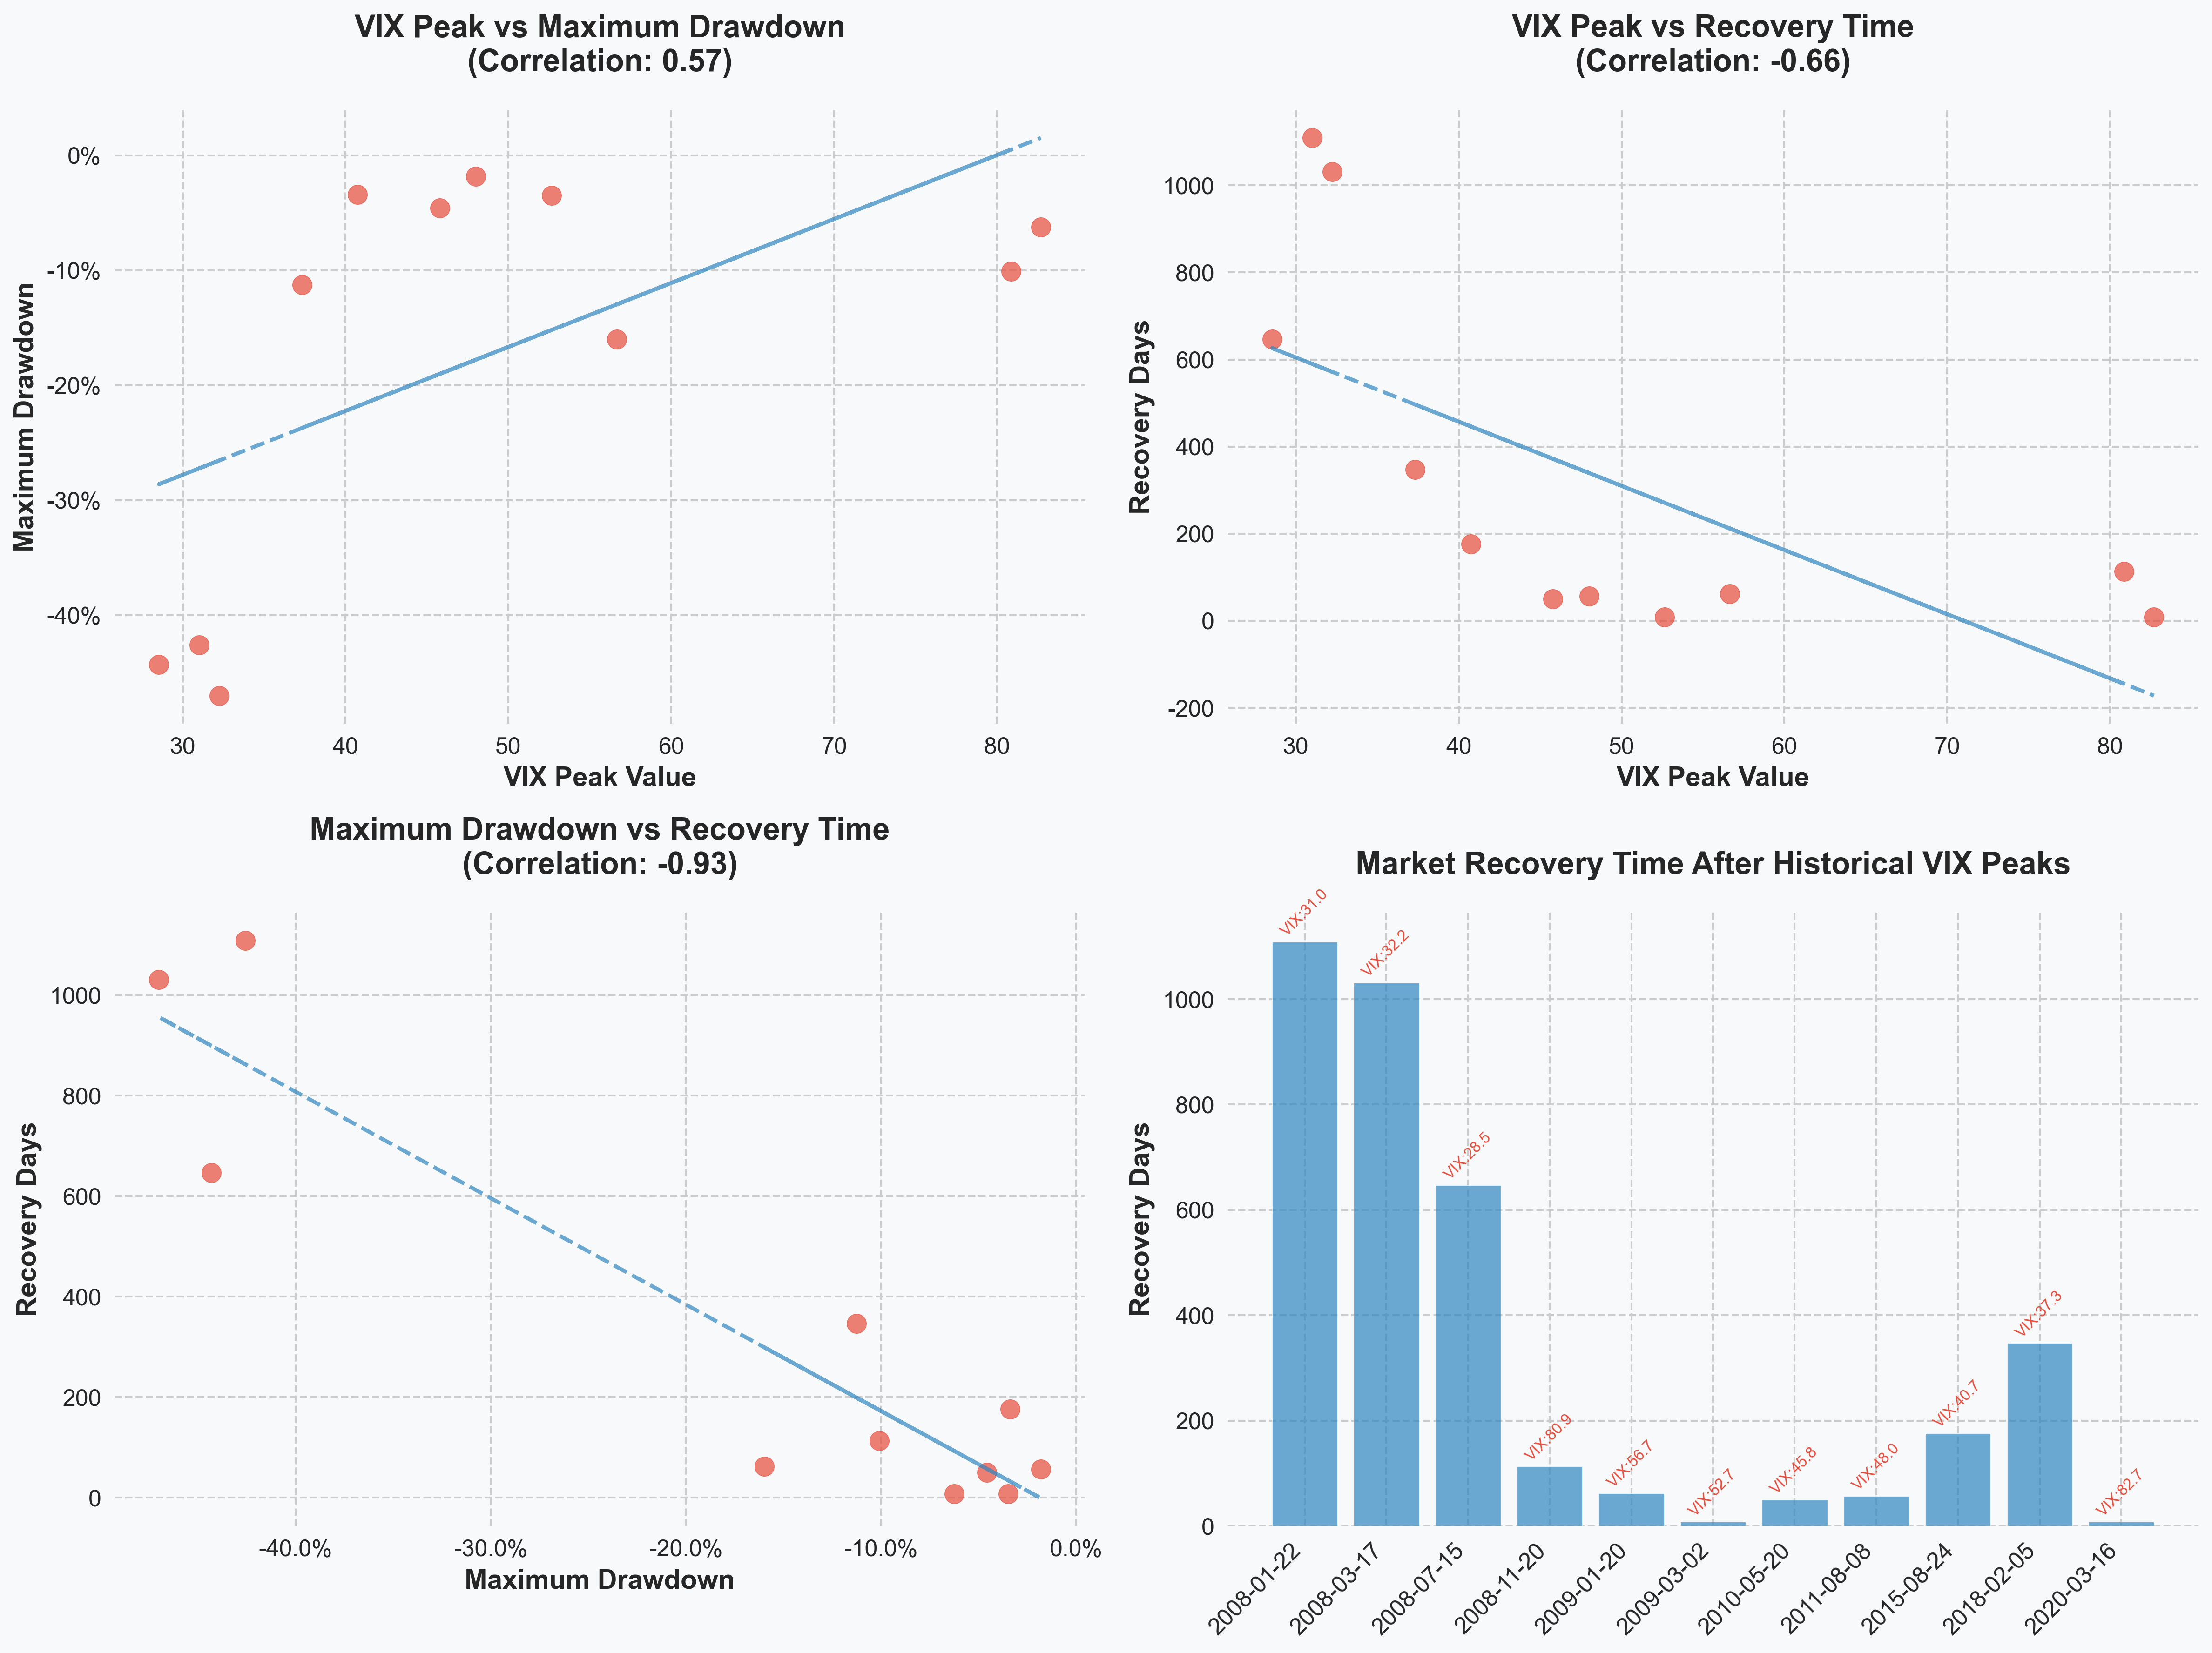 VIX Peak vs Maximum Drawdown
(Correlation: 0.57)
0%
-10%
-20%
-30%
-40%
Maximum Drawdown
30
40
50
60
70
80
VIX Peak Value
VIX Peak vs Recovery Time
(Correlation: -0.66)
1000
800
600
400
200
0
-200
Recovery Days
30
40
50
60
70
80
VIX Peak Value
Maximum Drawdown vs Recovery Time
(Correlation: -0.93)
1000
800
600
400
200
0
Recovery Days
-40.0%
-30.0%
-20.0%
-10.0%
0.0%
Maximum Drawdown
Market Recovery Time After Historical VIX Peaks
1000
800
600
400
200
0
Recovery Days
VIX:31.0
VIX:32.2
VIX:28.5
VIX:80.9
VIX:56.7
VIX:52.7
VIX:45.8
VIX:48.0
VIX:40.7
VIX:37.3
VIX:82.7
2008-01-22
2008-03-17
2008-07-15
2008-11-20
2009-01-20
2009-03-02
2010-05-20
2011-08-08
2015-08-24
2018-02-05
2020-03-16